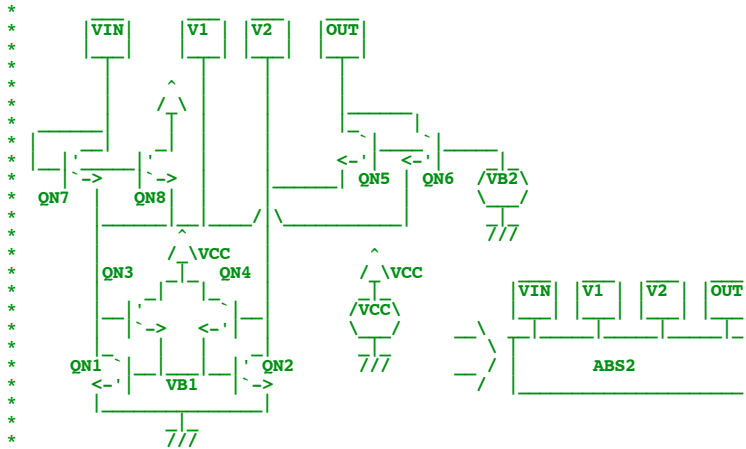 VIN V1 V2 OUT
QN7 QN8 QN5 QN6 VB2
VCC
QN3 QN4 VCC
VIN V1 V2 OUT
VCC
QN1 QN2 ABS2
VB1